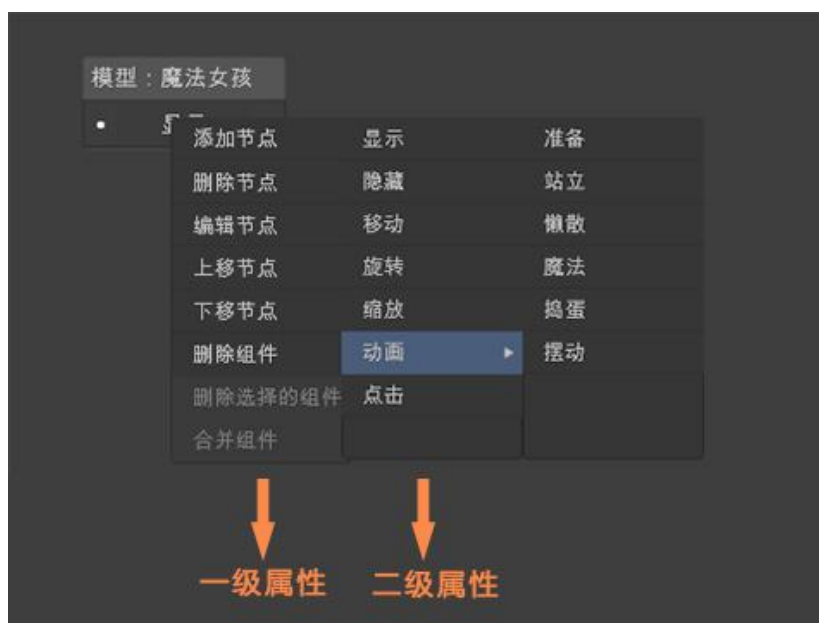 模型：魔法女孩
添加节点
删除节点
编辑节点
上移节点
下移节点
删除组件
删除选择的组件
合并组件
显示
隐藏
移动
旋转
缩放
动画
点击
准备
站立
懒散
魔法
捣蛋
摆动
一级属性
二级属性